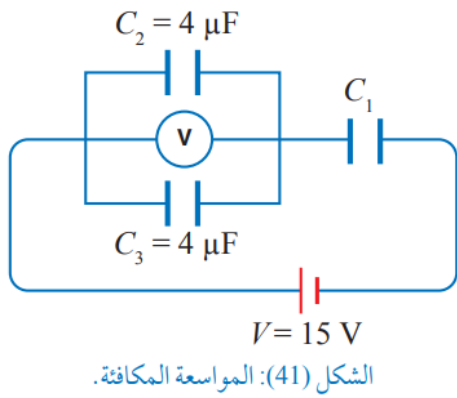 C₂ = 4 μF
C₁
V
C₃ = 4 μF
V = 15 V
الشكل (41): المواسعة المكافئة.